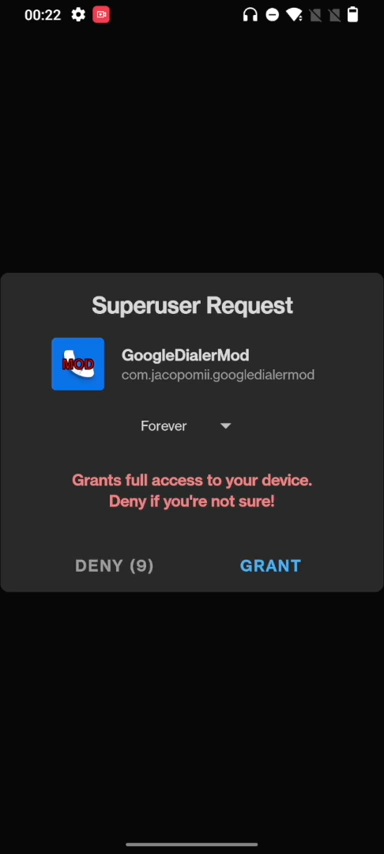 00:22
Superuser Request
MOD
GoogleDialerMod
com.jacopomii.googledialermod
Forever
Grants full access to your device.
Deny if you're not sure!
DENY (9)
GRANT